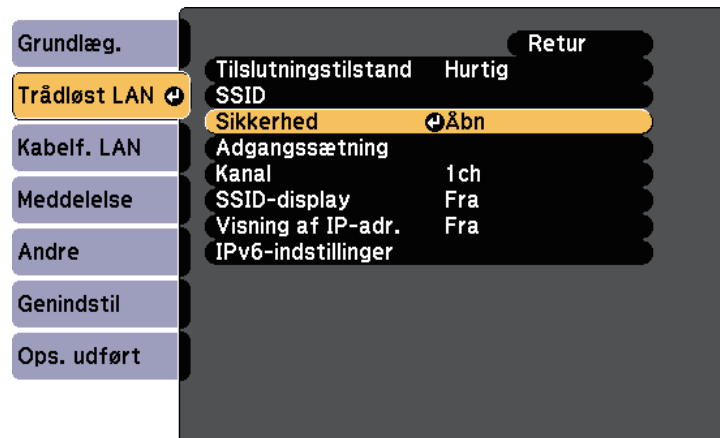 Grundlæg.
Trådløst LAN
Kabelf. LAN
Meddelelse
Andre
Genindstil
Ops. udført
Retur
Tilslutningstilstand Hurtig
SSID
Sikkerhed Åbn
Adgangssætning
Kanal 1ch
SSID-display Fra
Visning af IP-adr. Fra
IPv6-indstillinger